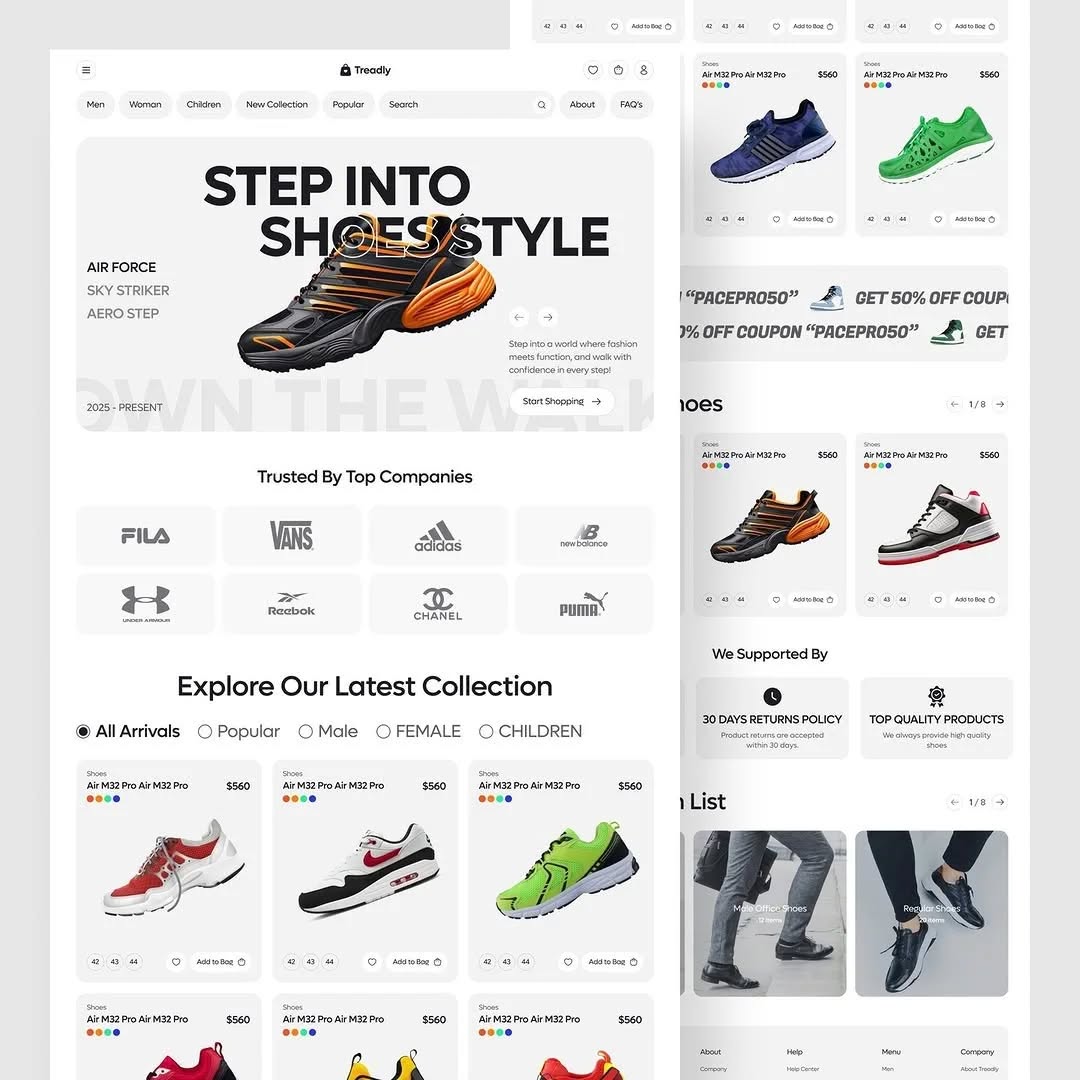 Treadly
Men
Woman
Children
New Collection
Popular
Search
About
FAQ's
STEP INTO
SHOES STYLE
AIR FORCE
SKY STRIKER
AERO STEP
Step into a world where fashion
meets function, and walk with
confidence in every step!
OWN THE WALK
2025 - PRESENT
Start Shopping
Trusted By Top Companies
FILA
VANS
adidas
NB
new balance
UNDER ARMOUR
Reebok
CHANEL
PUMA
Explore Our Latest Collection
All Arrivals
Popular
Male
FEMALE
CHILDREN
Shoes
Air M32 Pro Air M32 Pro $560
42 43 44 Add to Bag
Shoes
Air M32 Pro Air M32 Pro $560
42 43 44 Add to Bag
Shoes
Air M32 Pro Air M32 Pro $560
42 43 44 Add to Bag
Shoes
Air M32 Pro Air M32 Pro $560
Shoes
Air M32 Pro Air M32 Pro $560
Shoes
Air M32 Pro Air M32 Pro $560
42 43 44 Add to Bag
42 43 44 Add to Bag
42 43 44 Add to Bag
Shoes
Air M32 Pro Air M32 Pro $560
42 43 44 Add to Bag
Shoes
Air M32 Pro Air M32 Pro $560
42 43 44 Add to Bag
“PACEPRO50” GET 50% OFF COUP
0% OFF COUPON “PACEPRO50” GET
hoes
1 / 8
Shoes
Air M32 Pro Air M32 Pro $560
42 43 44 Add to Bag
Shoes
Air M32 Pro Air M32 Pro $560
42 43 44 Add to Bag
We Supported By
30 DAYS RETURNS POLICY
Product returns are accepted
within 30 days.
TOP QUALITY PRODUCTS
We always provide high quality
shoes
n List
1 / 8
Male Office Shoes
12 Items
Regular Shoes
20 Items
About
Company
Help
Help Center
Menu
Men
Company
About Treadly